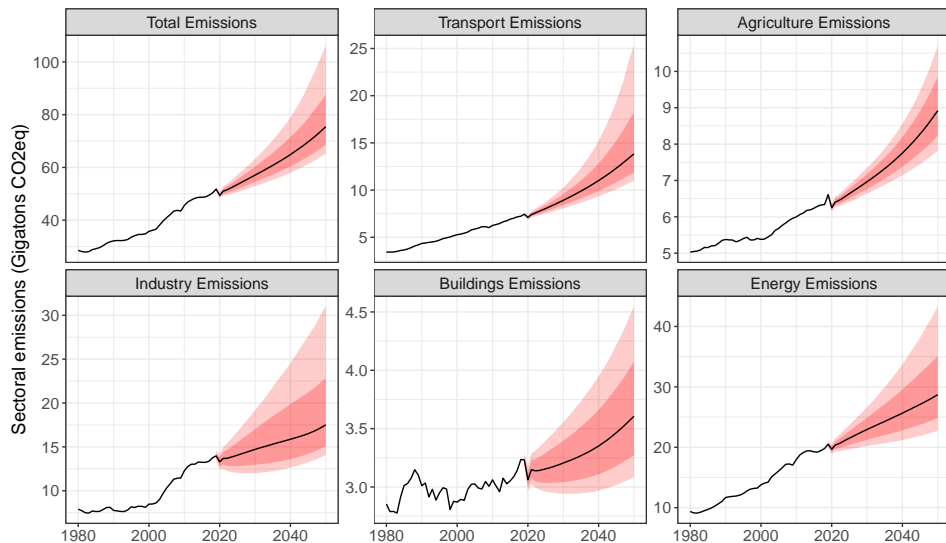 Total Emissions
Transport Emissions
Agriculture Emissions
100
80
60
40
25
20
15
10
5
10
9
8
7
6
5
Sectoral emissions (Gigatons CO2eq)
Industry Emissions
Buildings Emissions
Energy Emissions
30
25
20
15
10
4.5
4.0
3.5
3.0
40
30
20
10
1980 2000 2020 2040
1980 2000 2020 2040
1980 2000 2020 2040